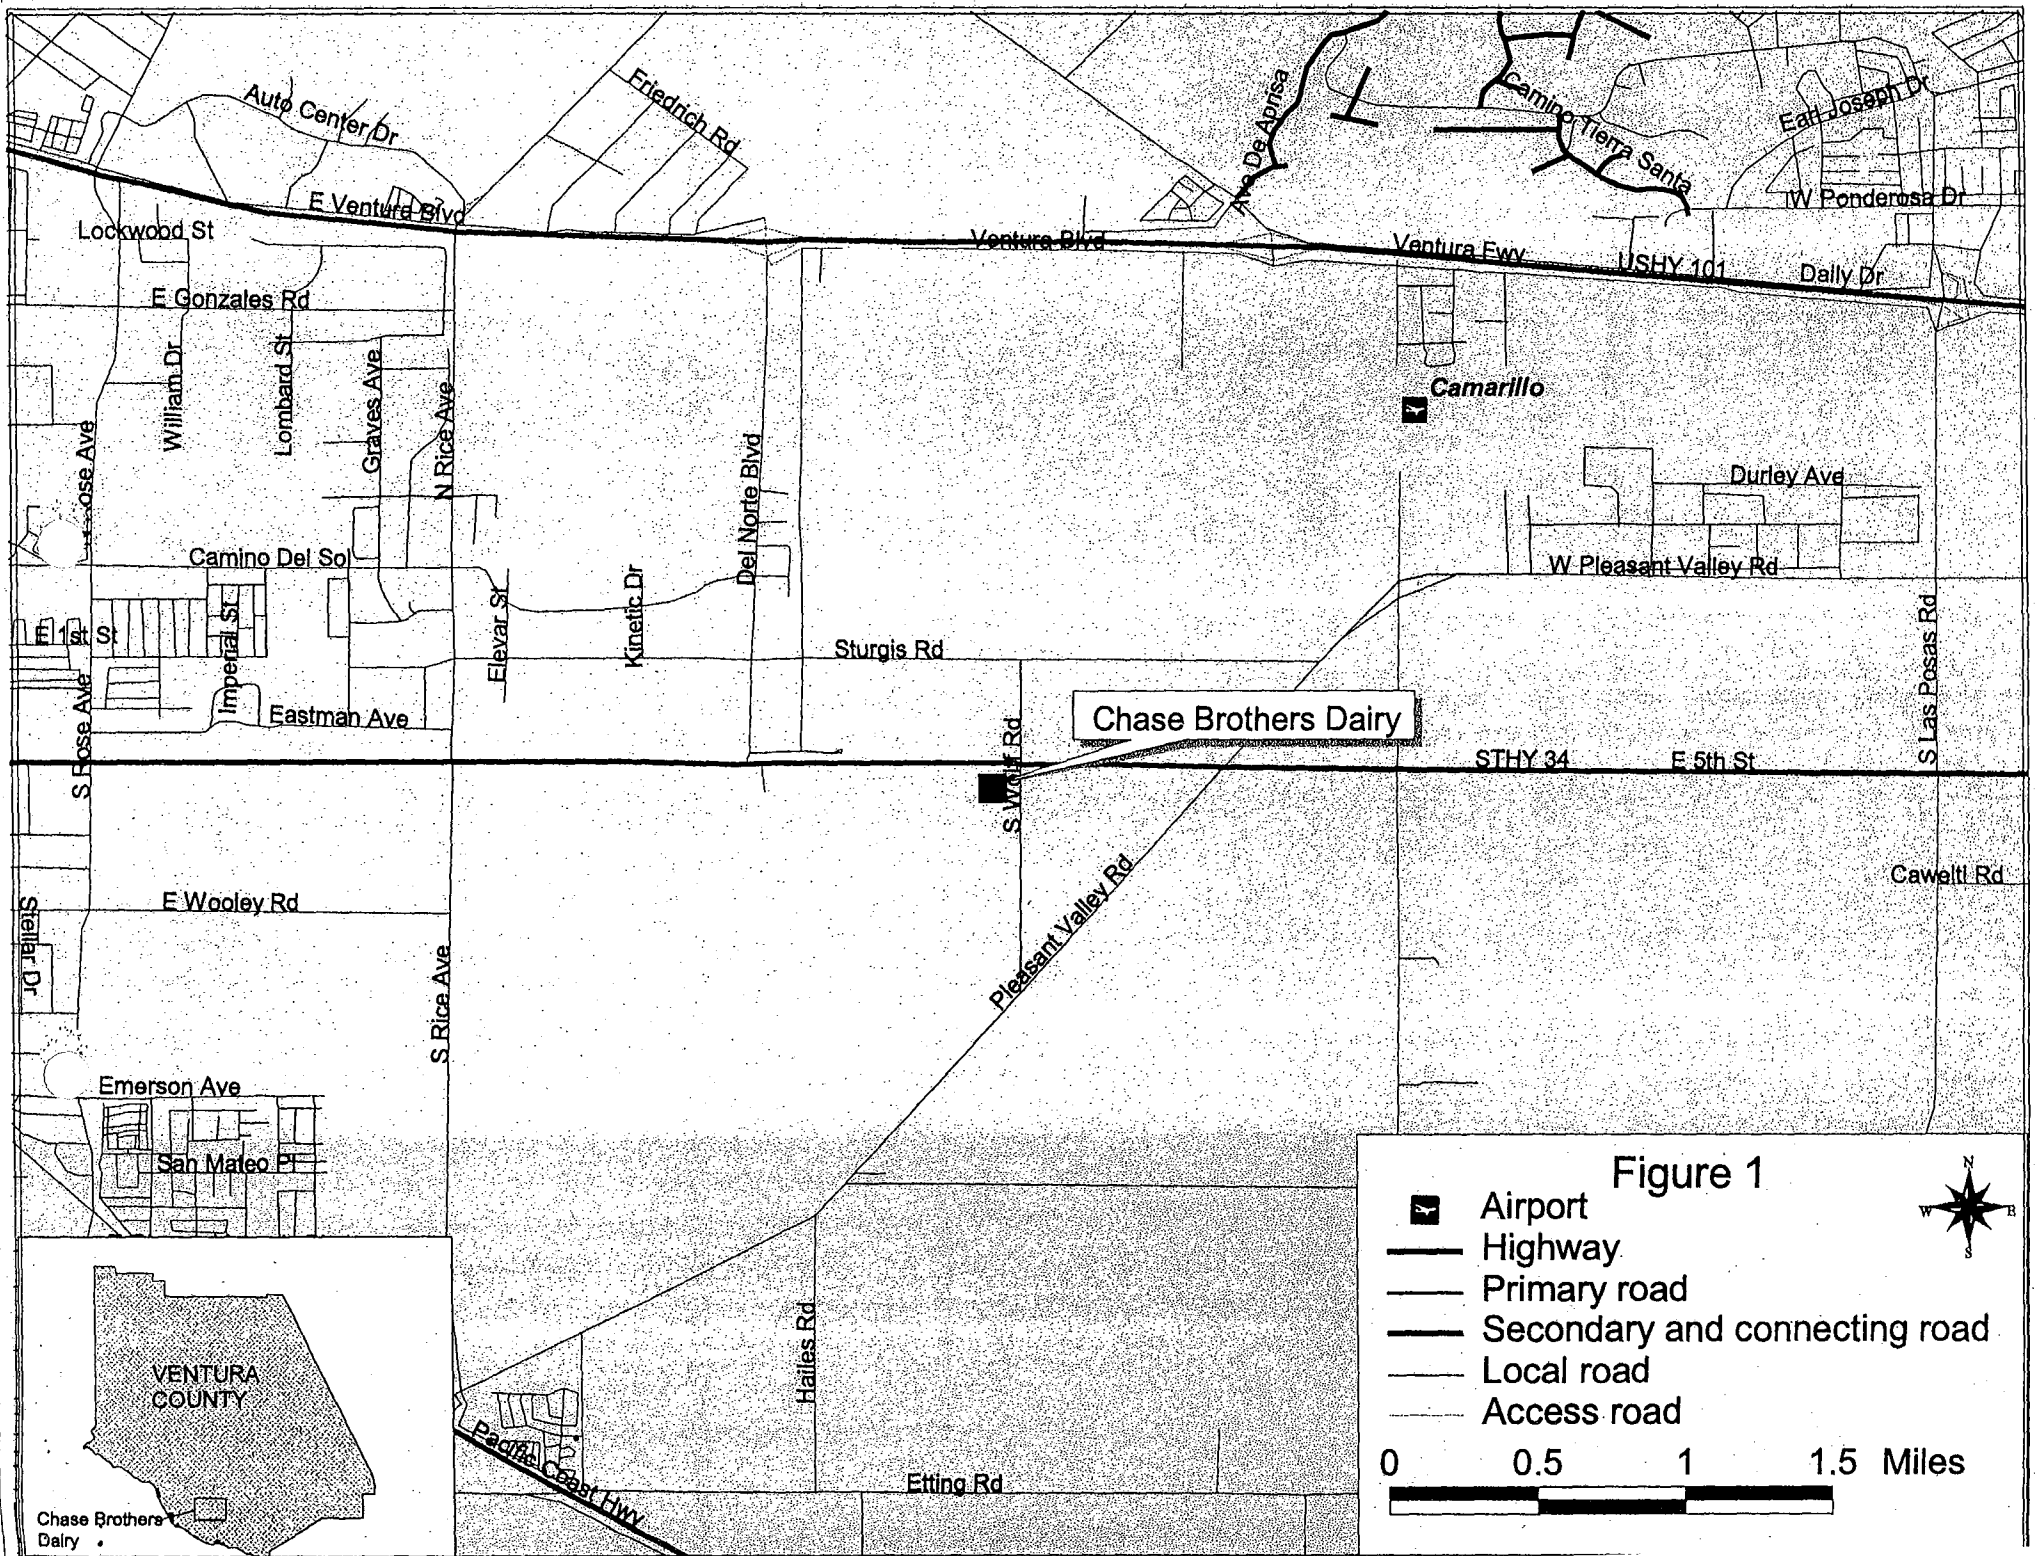 Auto Center Dr
Friedrich Rd
Ave De Aprisa
Camino Tierra Santa
Earl Joseph Dr
W Ponderosa Dr
E Ventura Blvd
Lockwood St
Ventura Blvd
Ventura Fwy
USHY 101
Daily Dr
E Gonzales Rd
William Dr
Lombard St
Graves Ave
N Rice Ave
Camarillo
Del Norte Blvd
Durley Ave
Camino Del Sol
W Pleasant Valley Rd
E 1st St
Imperial St
Elevar St
Kinetic Dr
Sturgis Rd
S Las Posas Rd
S Rose Ave
Eastman Ave
S Wolff Rd
Chase Brothers Dairy
STHY 34
E 5th St
Pleasant Valley Rd
Cawelti Rd
E Wooley Rd
Stellar Dr
S Rice Ave
Emerson Ave
San Mateo Pl
Hailes Rd
Pacific Coast Hwy
Etting Rd
VENTURA
COUNTY
Chase Brothers
Dairy
Figure 1
N
W
E
S
Airport
Highway
Primary road
Secondary and connecting road
Local road
Access road
0 0.5 1 1.5 Miles